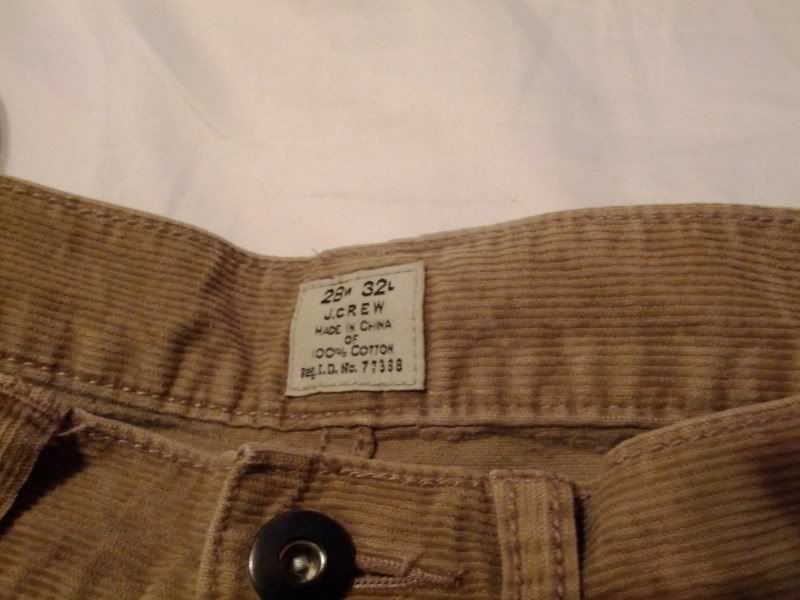 28W 32L
J.CREW
MADE IN CHINA
OF
100% COTTON
Reg. I.D. No. 77388